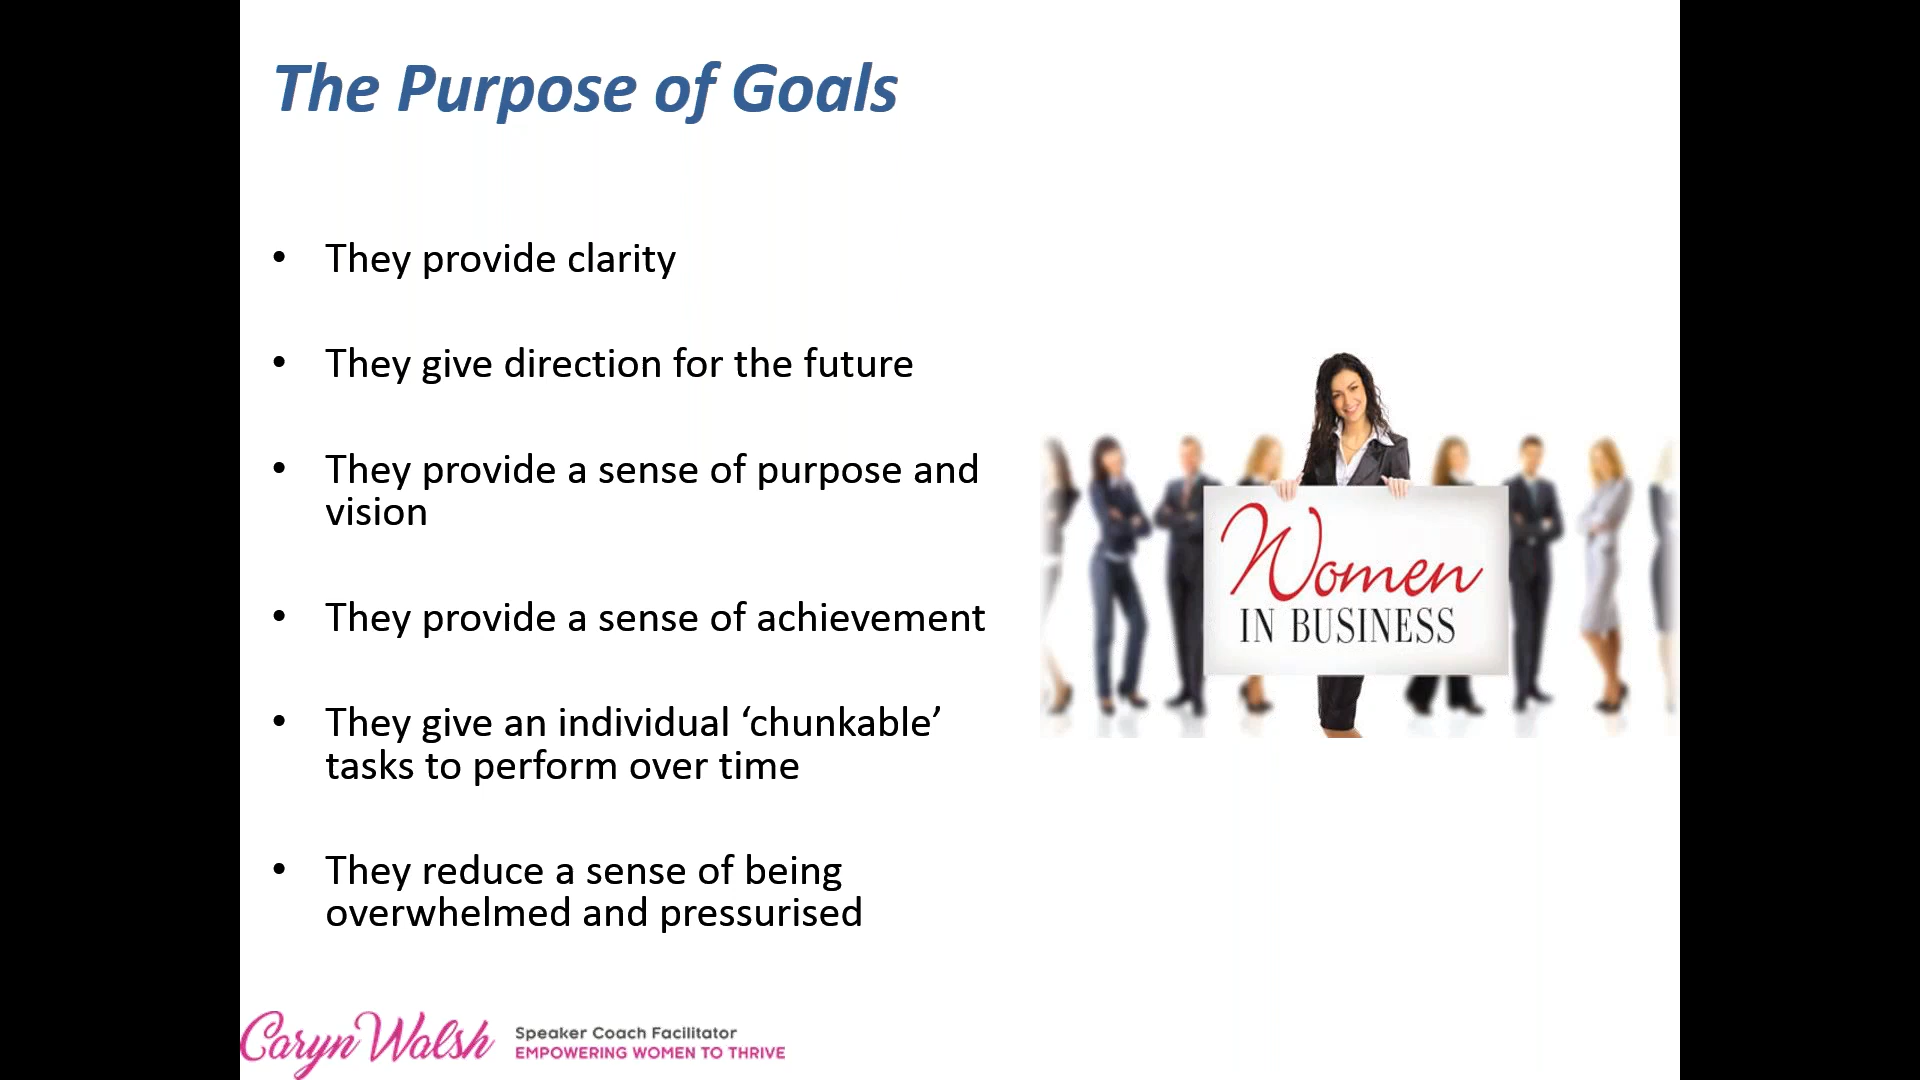 The Purpose of Goals
• They provide clarity
• They give direction for the future
• They provide a sense of purpose and
vision
• They provide a sense of achievement
• They give an individual ‘chunkable’
tasks to perform over time
• They reduce a sense of being
overwhelmed and pressurised
Women
IN BUSINESS
Caryn Walsh
Speaker Coach Facilitator
EMPOWERING WOMEN TO THRIVE